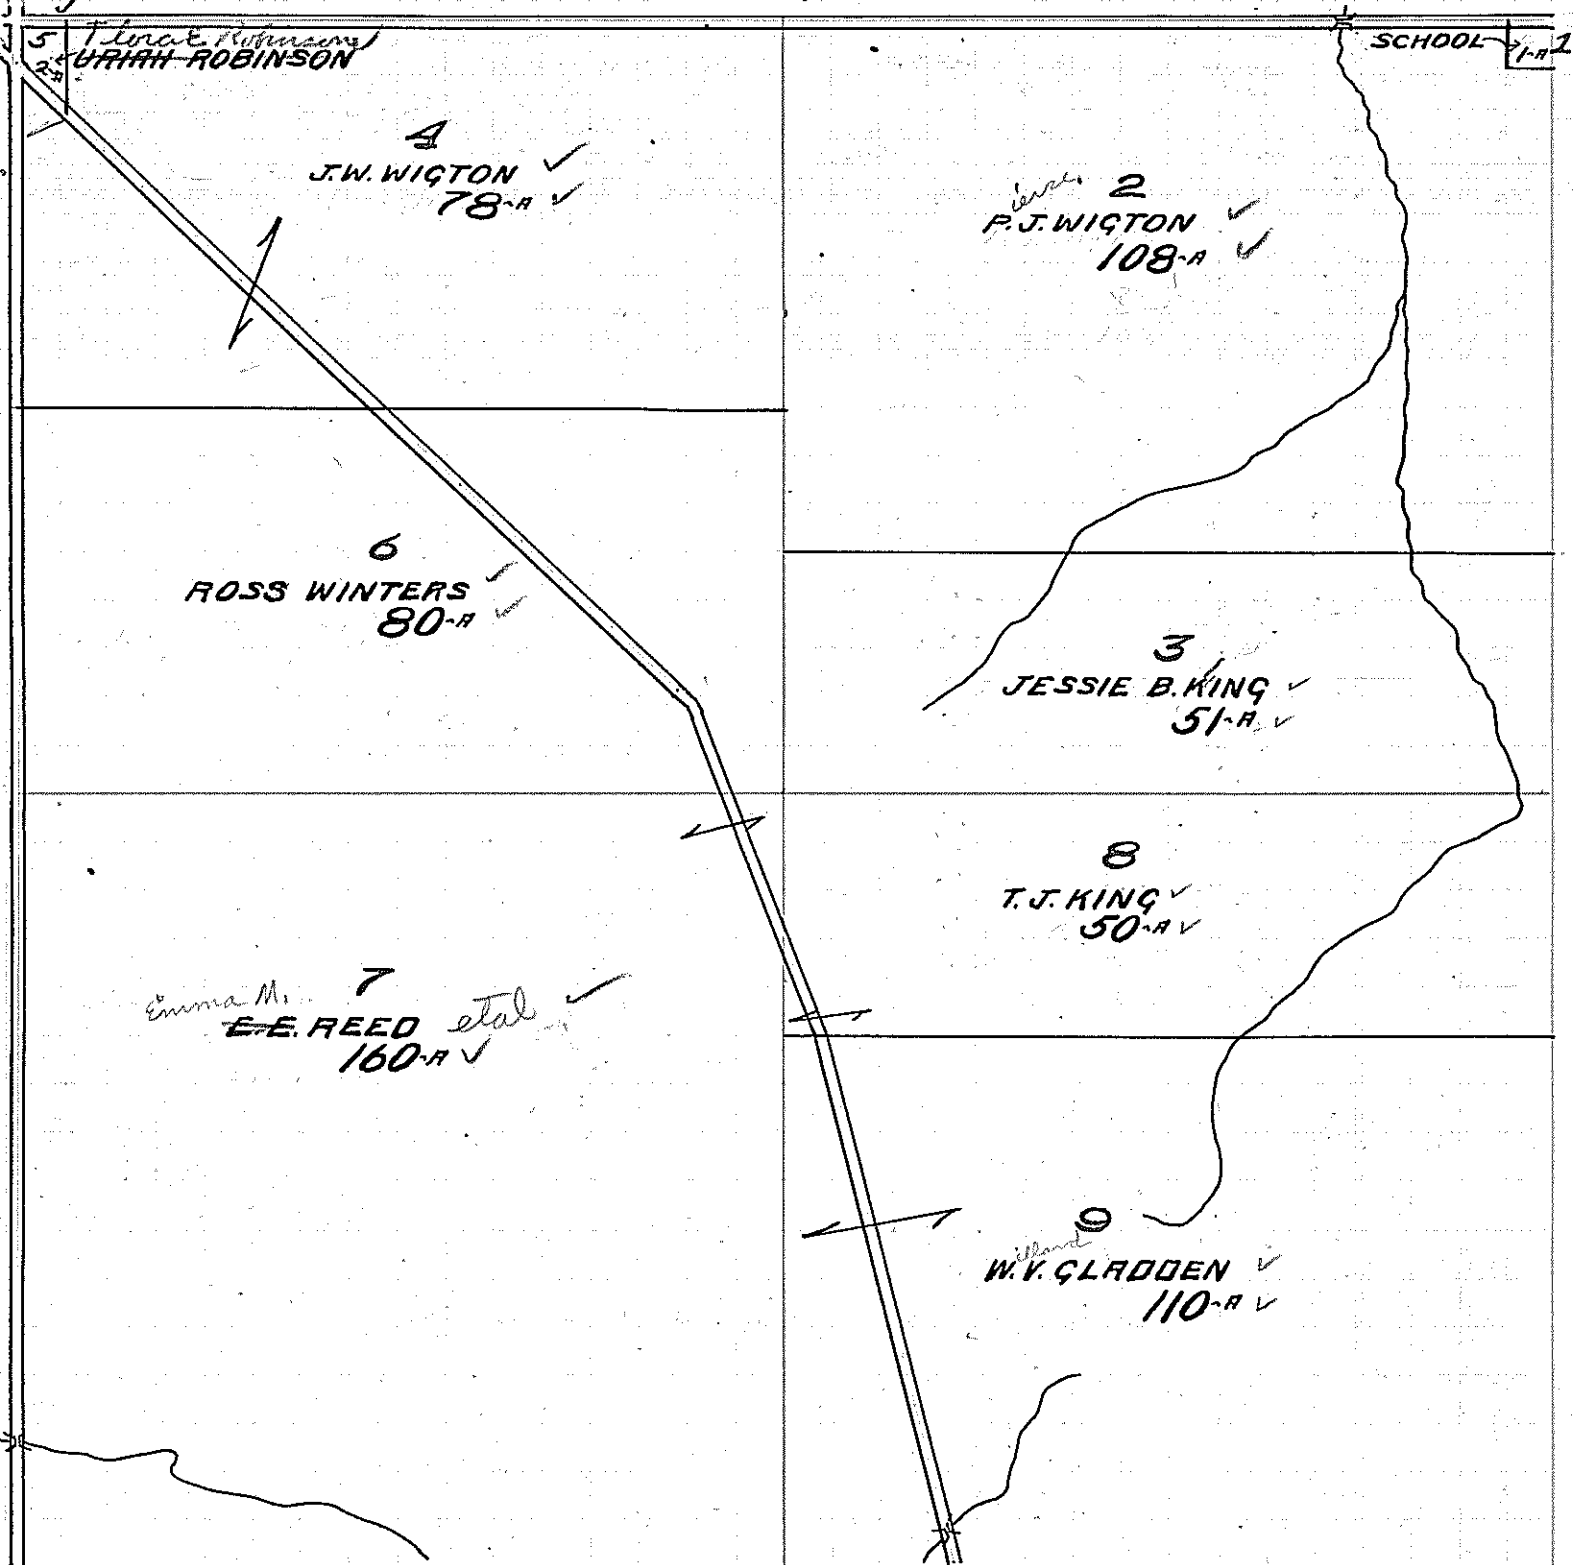 5
2-A
Flora E. Robinson
URIAH ROBINSON
SCHOOL
1-A
1
4
J.W. WIGTON ✓
78-A ✓
2
P.J. WIGTON ✓
108-A ✓
6
ROSS WINTERS ✓
80-A ✓
3
JESSIE B. KING ✓
51-A ✓
8
T.J. KING ✓
50-A ✓
7
Emma M.
E.E. REED etal ✓
160-A ✓
9
W.V. GLADDEN ✓
110-A ✓